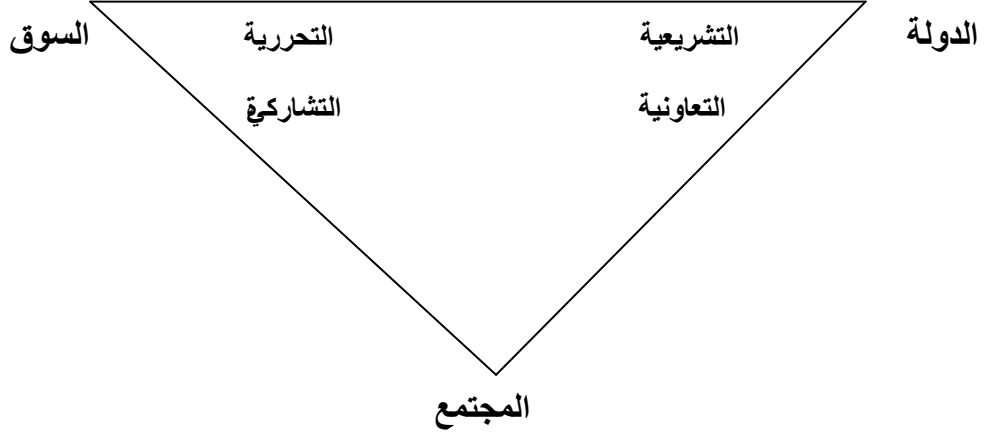 الدولة
التشريعية
التحررية
السوق
التعاونية
التشاركية
المجتمع